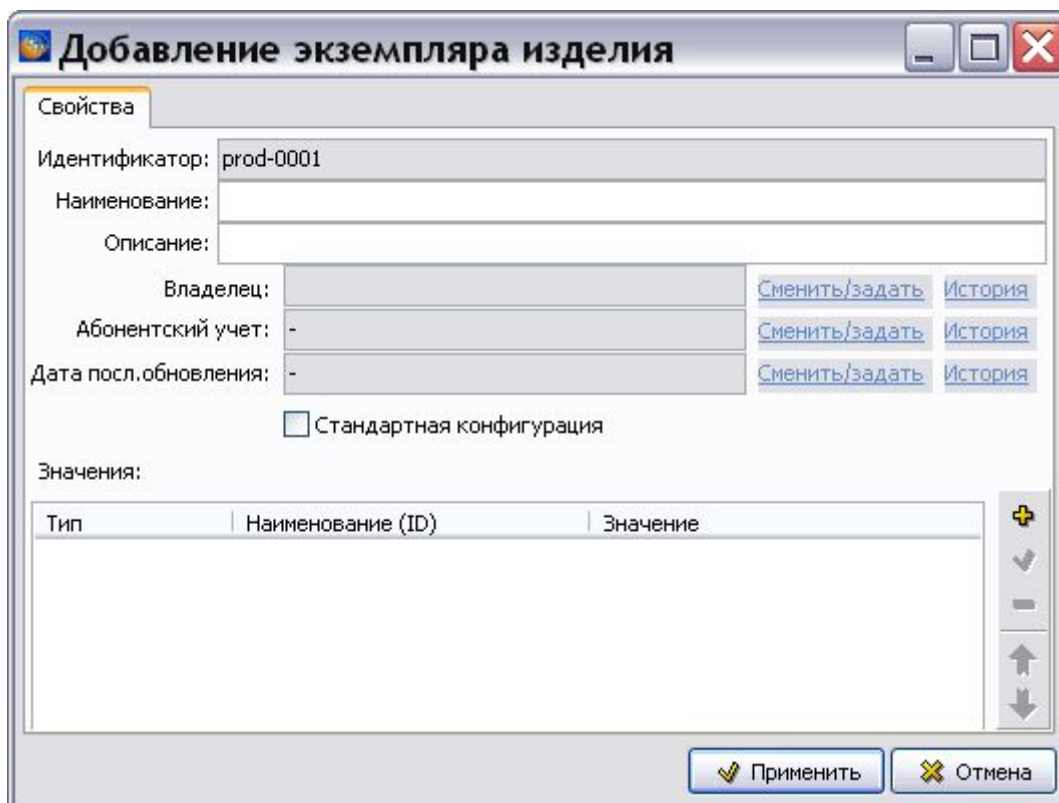 Добавление экземпляра изделия
Свойства
Идентификатор: prod-0001
Наименование:
Описание:
Владелец: Сменить/задать История
Абонентский учет: - Сменить/задать История
Дата посл.обновления: - Сменить/задать История
Стандартная конфигурация
Значения:
Тип Наименование (ID) Значение
Применить Отмена